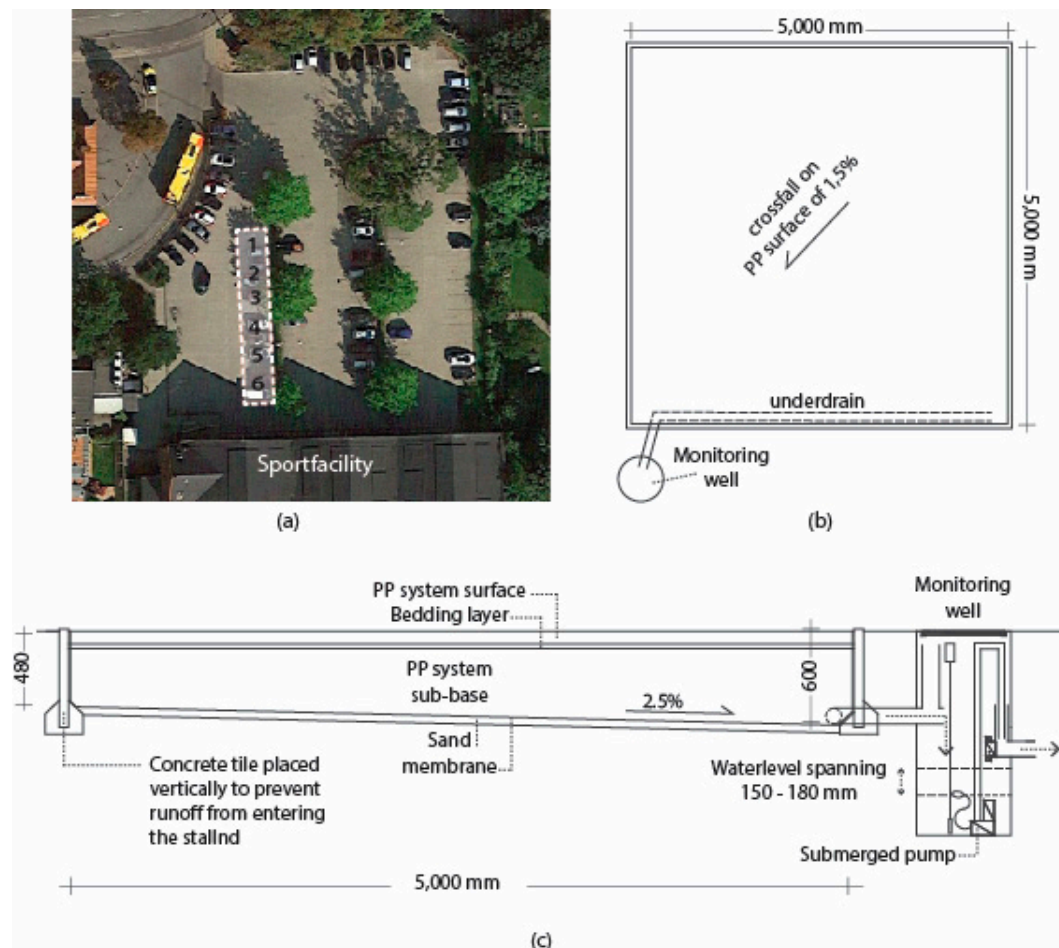 1
2
3
4
5
6
Sportfacility
(a)
5,000 mm
crossfall on
PP surface of 1,5%
5,000 mm
underdrain
Monitoring
well
(b)
PP system surface
Bedding layer
480
PP system
sub-base
600
2.5%
Sand
membrane
Concrete tile placed
vertically to prevent
runoff from entering
the stallnd
5,000 mm
Monitoring
well
Waterlevel spanning
150 - 180 mm
Submerged pump
(c)